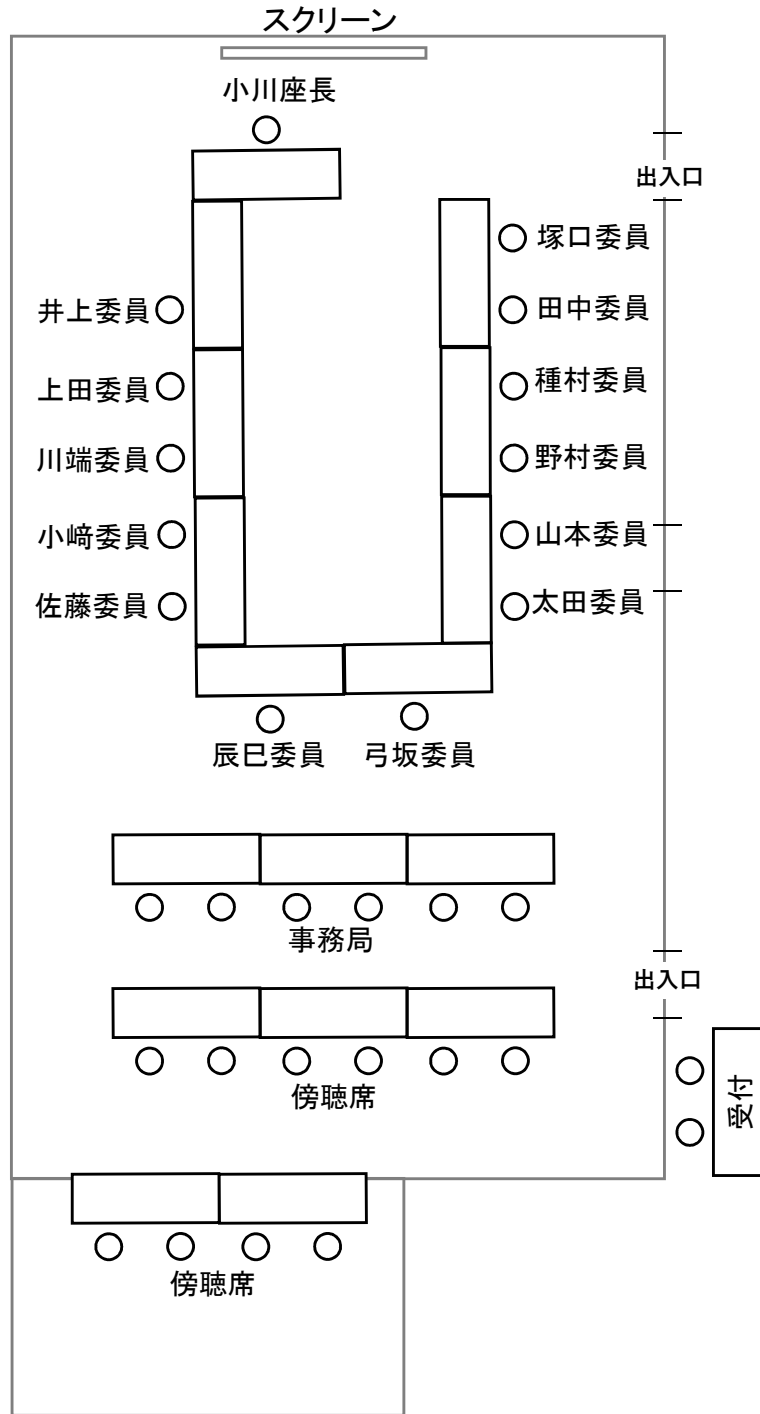 スクリーン
小川座長
出入口
塚口委員
井上委員
田中委員
上田委員
種村委員
川端委員
野村委員
小﨑委員
山本委員
佐藤委員
太田委員
辰巳委員
弓坂委員
事務局
出入口
傍聴席
受付
傍聴席